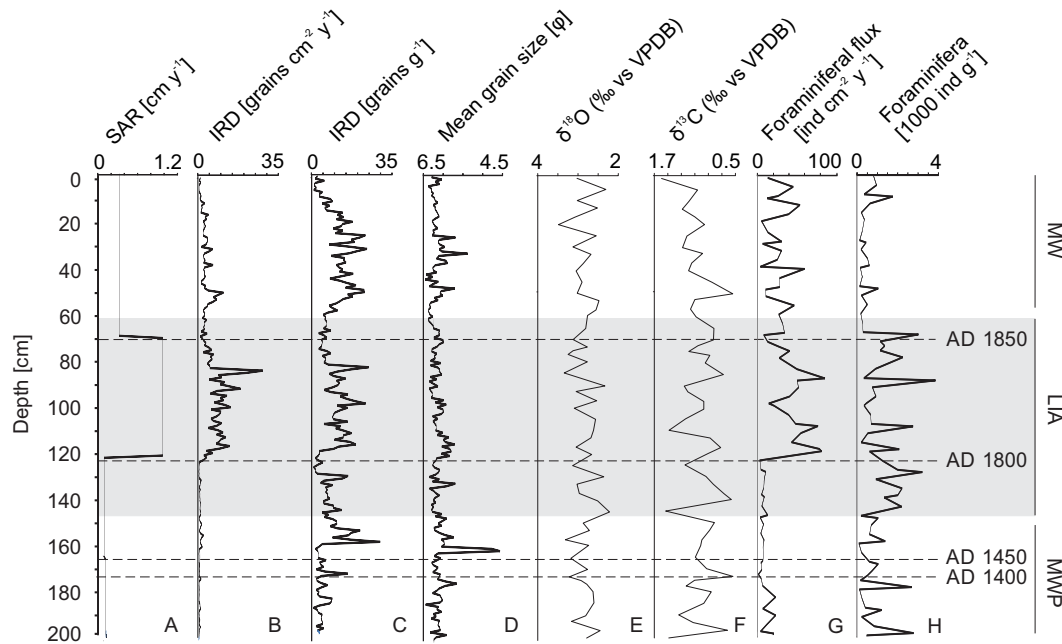 SAR [cm y⁻¹]
IRD [grains cm⁻² y⁻¹]
IRD [grains g⁻¹]
Mean grain size [φ]
δ¹⁸O (‰ vs VPDB)
δ¹³C (‰ vs VPDB)
Foraminiferal flux
[ind cm⁻² y⁻¹]
Foraminifera
[1000 ind g⁻¹]
0 1.2 0 35 0 35 6.5 4.5 4 2 1.7 0.5 0 100 0 4
Depth [cm]
0
20
40
60
80
100
120
140
160
180
200
MW
AD 1850
LIA
AD 1800
AD 1450
AD 1400
MWP
A B C D E F G H